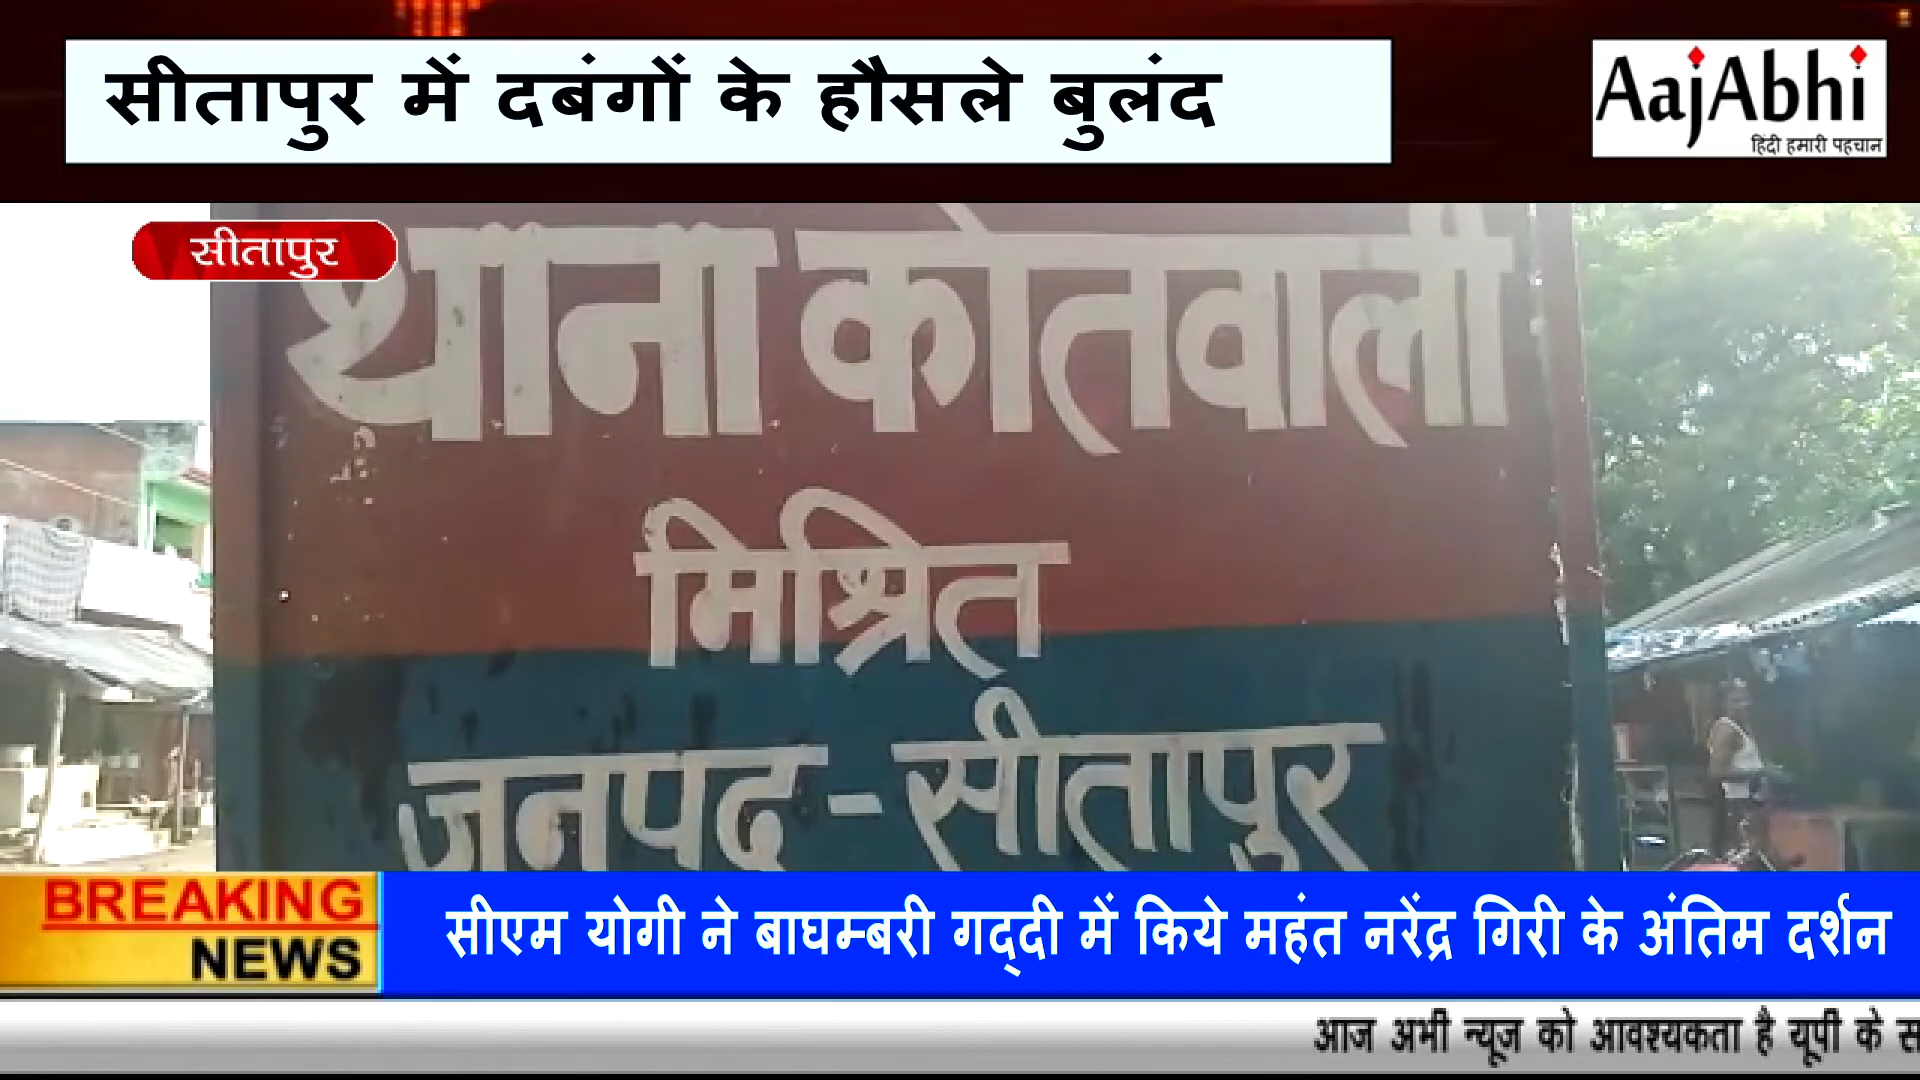 सीतापुर में दबंगों के हौसले बुलंद
AajAbhi
हिंदी हमारी पहचान
सीतापुर
थाना कोतवाली
मिश्रित
जनपद - सीतापुर
BREAKING
NEWS
सीएम योगी ने बाघम्बरी गद्दी में किये महंत नरेंद्र गिरी के अंतिम दर्शन
आज अभी न्यूज को आवश्यकता है यूपी के